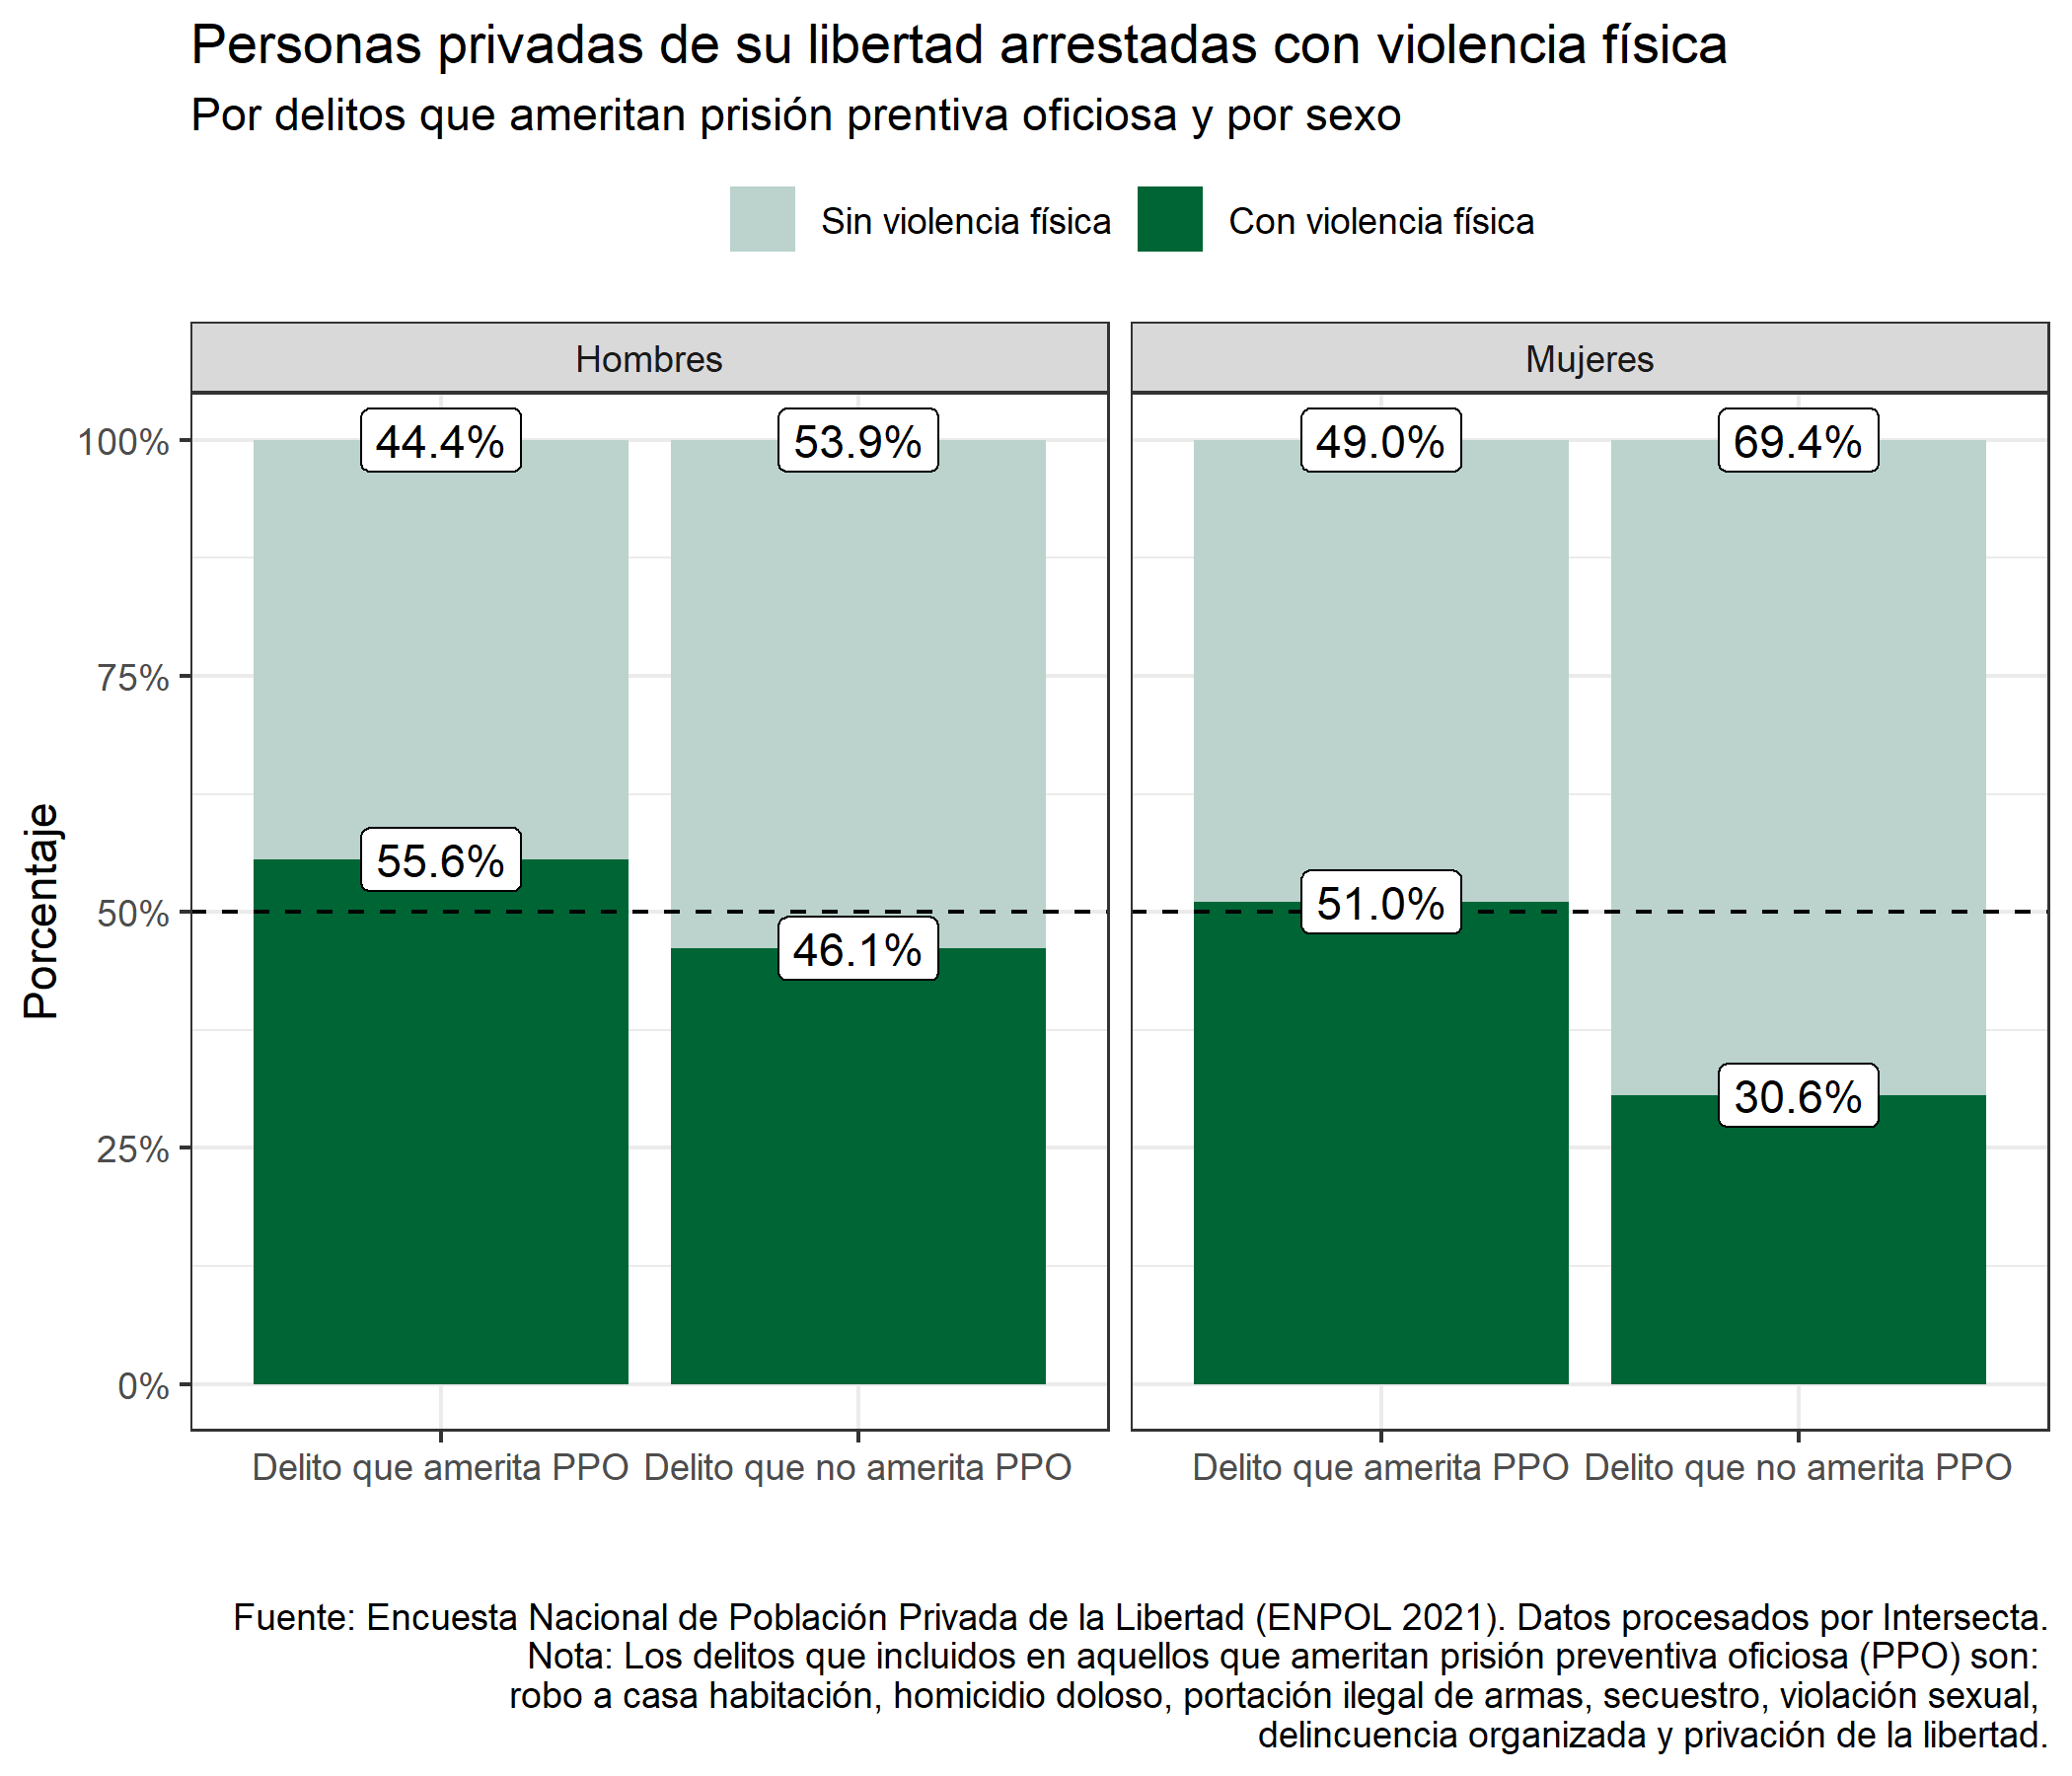 Personas privadas de su libertad arrestadas con violencia física
Por delitos que ameritan prisión prentiva oficiosa y por sexo
Sin violencia física
Con violencia física
Hombres
Mujeres
Porcentaje
100%
75%
50%
25%
0%
44.4%
53.9%
55.6%
46.1%
49.0%
69.4%
51.0%
30.6%
Delito que amerita PPO
Delito que no amerita PPO
Delito que amerita PPO
Delito que no amerita PPO
Fuente: Encuesta Nacional de Población Privada de la Libertad (ENPOL 2021). Datos procesados por Intersecta.
Nota: Los delitos que incluidos en aquellos que ameritan prisión preventiva oficiosa (PPO) son:
robo a casa habitación, homicidio doloso, portación ilegal de armas, secuestro, violación sexual,
delincuencia organizada y privación de la libertad.